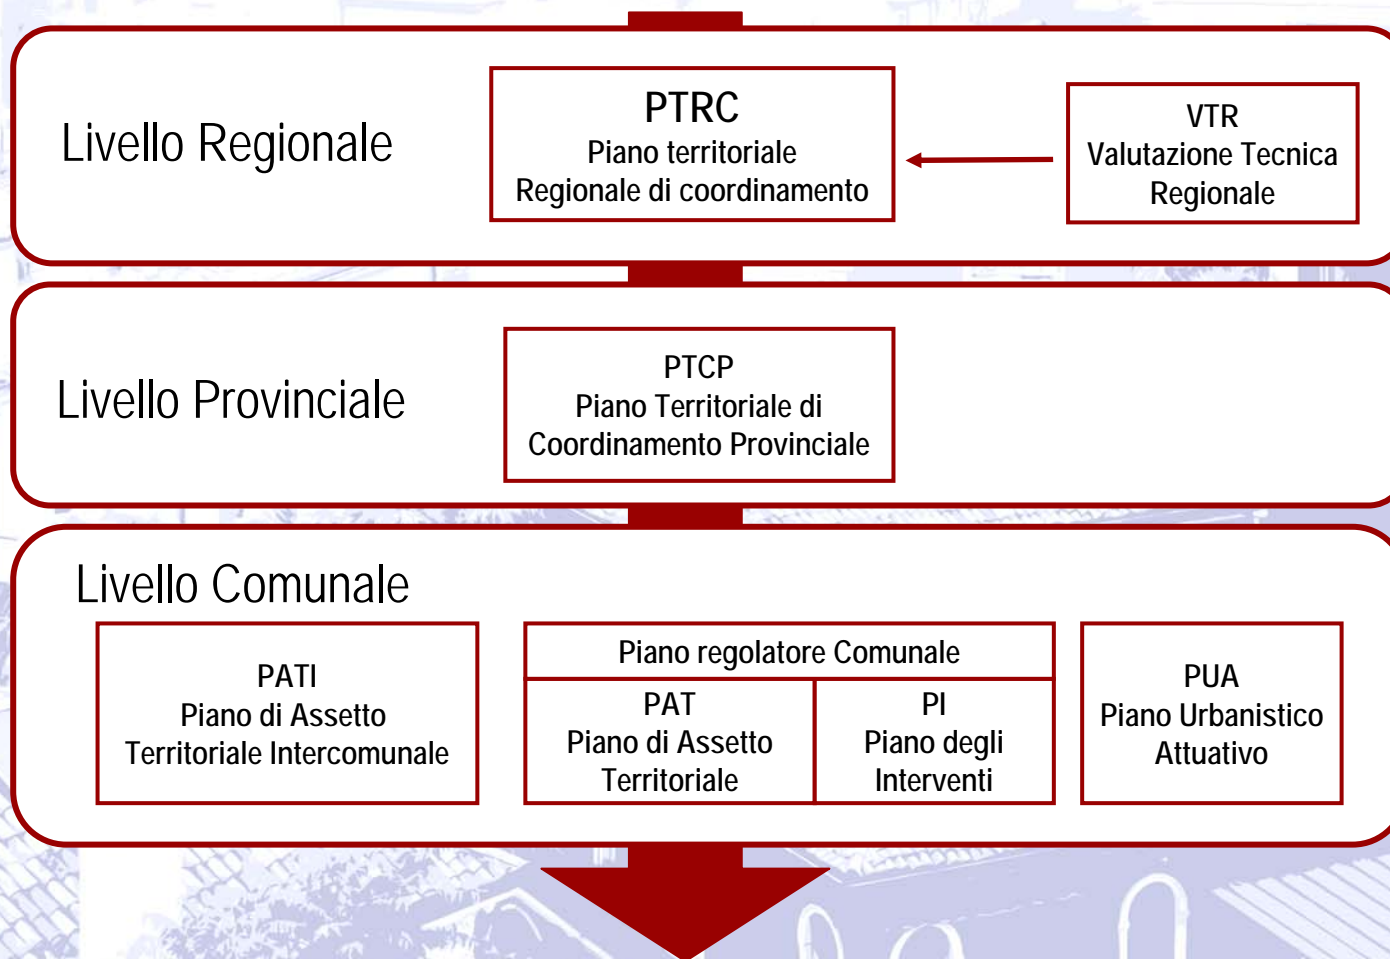 Livello Regionale
PTRC
Piano territoriale
Regionale di coordinamento
VTR
Valutazione Tecnica
Regionale
Livello Provinciale
PTCP
Piano Territoriale di
Coordinamento Provinciale
Livello Comunale
PATI
Piano di Assetto
Territoriale Intercomunale
Piano regolatore Comunale
PAT
Piano di Assetto
Territoriale
PI
Piano degli
Interventi
PUA
Piano Urbanistico
Attuativo